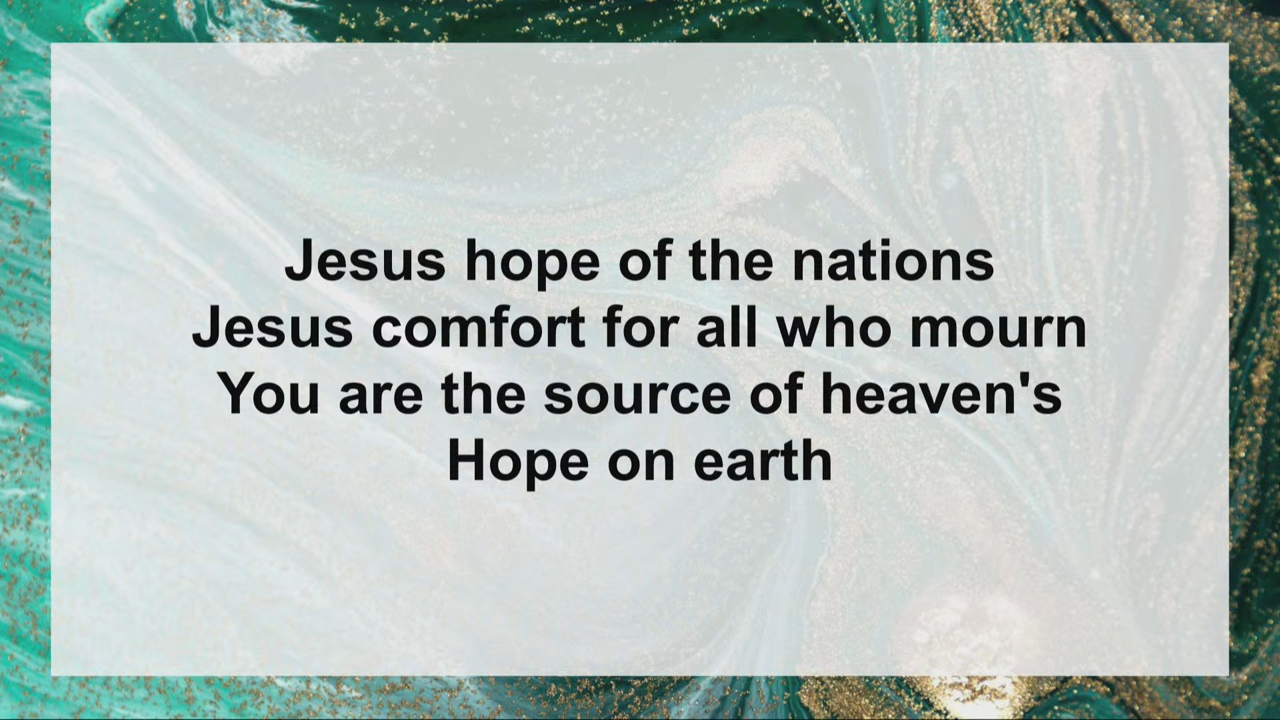 Jesus hope of the nations
Jesus comfort for all who mourn
You are the source of heaven's
Hope on earth